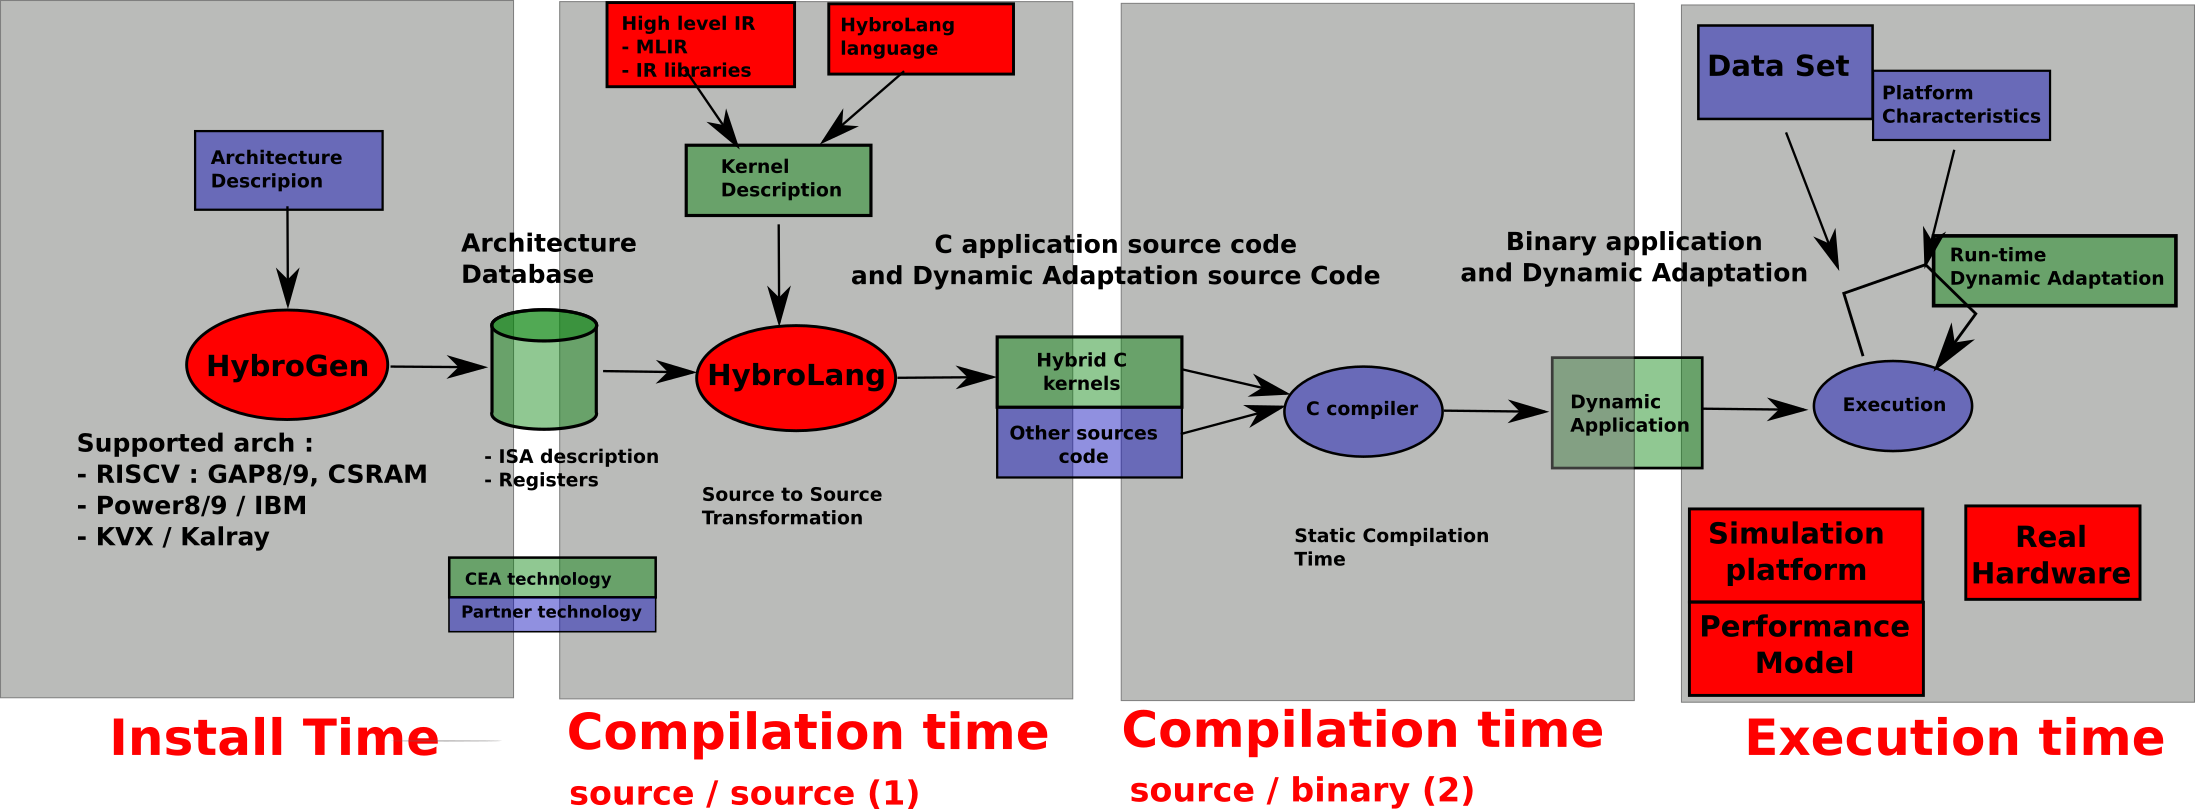 Architecture
Descripion
HybroGen
Supported arch :
- RISCV : GAP8/9, CSRAM
- Power8/9 / IBM
- KVX / Kalray
Architecture
Database
- ISA description
- Registers
CEA technology
Partner technology
Install Time
High level IR
- MLIR
- IR libraries
HybroLang
language
Kernel
Description
HybroLang
Source to Source
Transformation
Compilation time
source / source (1)
C application source code
and Dynamic Adaptation source Code
Hybrid C
kernels
Other sources
code
C compiler
Static Compilation
Time
Compilation time
source / binary (2)
Binary application
and Dynamic Adaptation
Dynamic
Application
Data Set
Platform
Characteristics
Run-time
Dynamic Adaptation
Execution
Simulation
platform
Performance
Model
Real
Hardware
Execution time